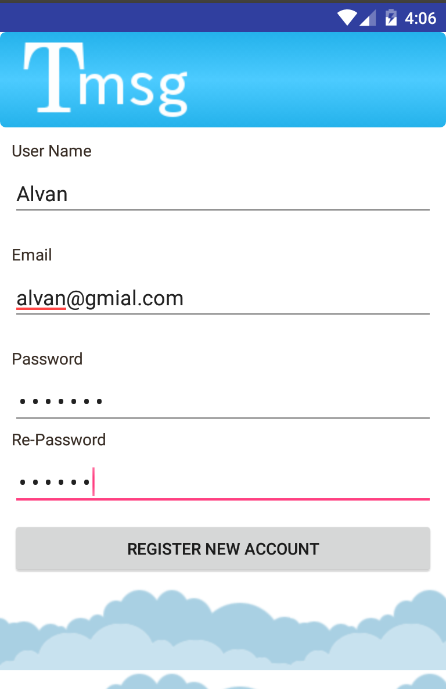 4:06
Tmsg
User Name
Alvan
Email
alvan@gmial.com
Password
•••••••
Re-Password
••••••
REGISTER NEW ACCOUNT